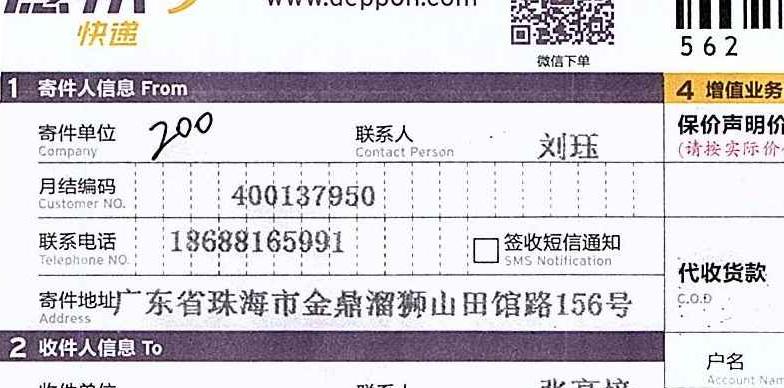 快递
www.deppon.com
微信下单
562
1 寄件人信息 From
4 增值业务
寄件单位 200 联系人 刘珏
Company Contact Person
保价声明价
(请按实际价
月结编码 400137950
Customer NO.
联系电话 18688165991 签收短信通知
Telephone NO. SMS Notification
代收货款
C.O.D
寄件地址 广东省珠海市金鼎溜狮山田馆路156号
Address
2 收件人信息 To
户名
Account Nam